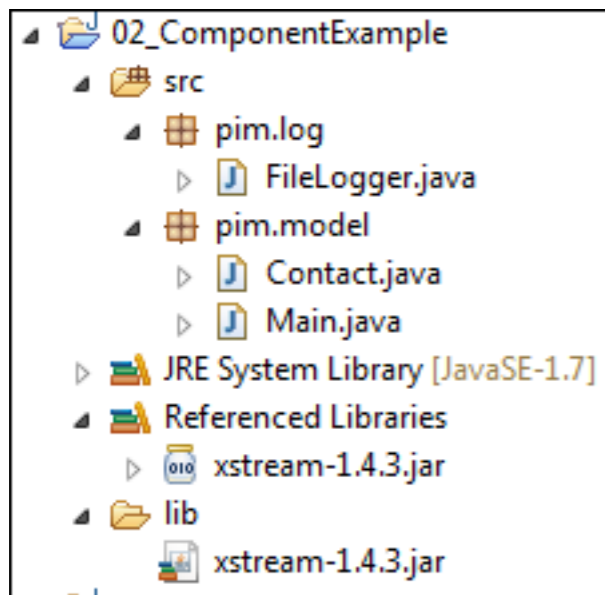 02_ComponentExample
src
pim.log
FileLogger.java
pim.model
Contact.java
Main.java
JRE System Library [JavaSE-1.7]
Referenced Libraries
xstream-1.4.3.jar
lib
xstream-1.4.3.jar